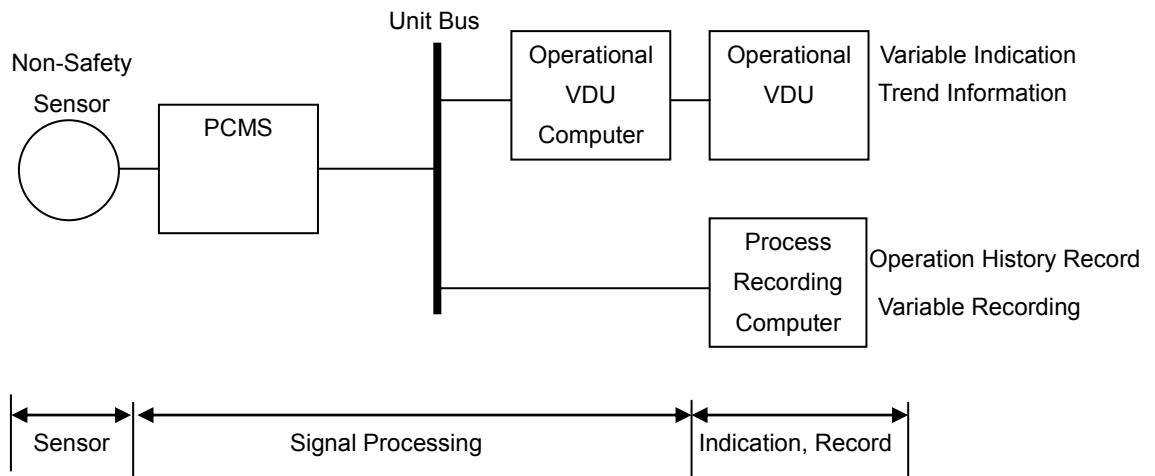 Unit Bus
Non-Safety
Sensor
PCMS
Operational
VDU
Computer
Operational
VDU
Variable Indication
Trend Information
Process
Recording
Computer
Operation History Record
Variable Recording
Sensor
Signal Processing
Indication, Record